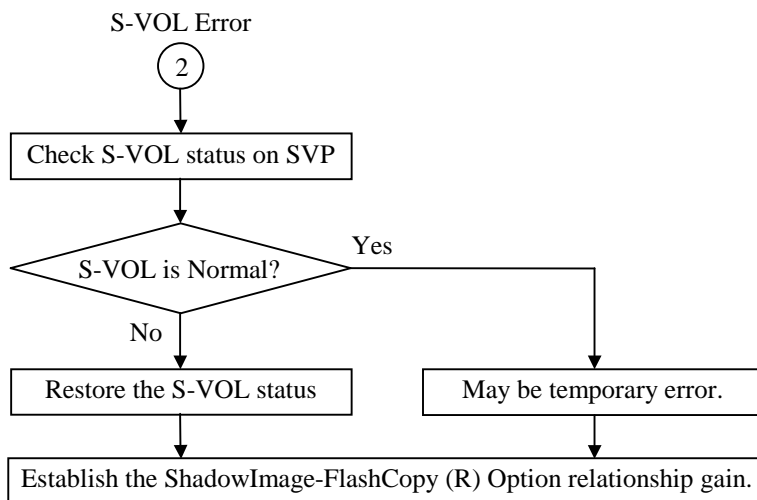 S-VOL Error
2
Check S-VOL status on SVP
S-VOL is Normal?
Yes
No
Restore the S-VOL status
May be temporary error.
Establish the ShadowImage-FlashCopy (R) Option relationship gain.